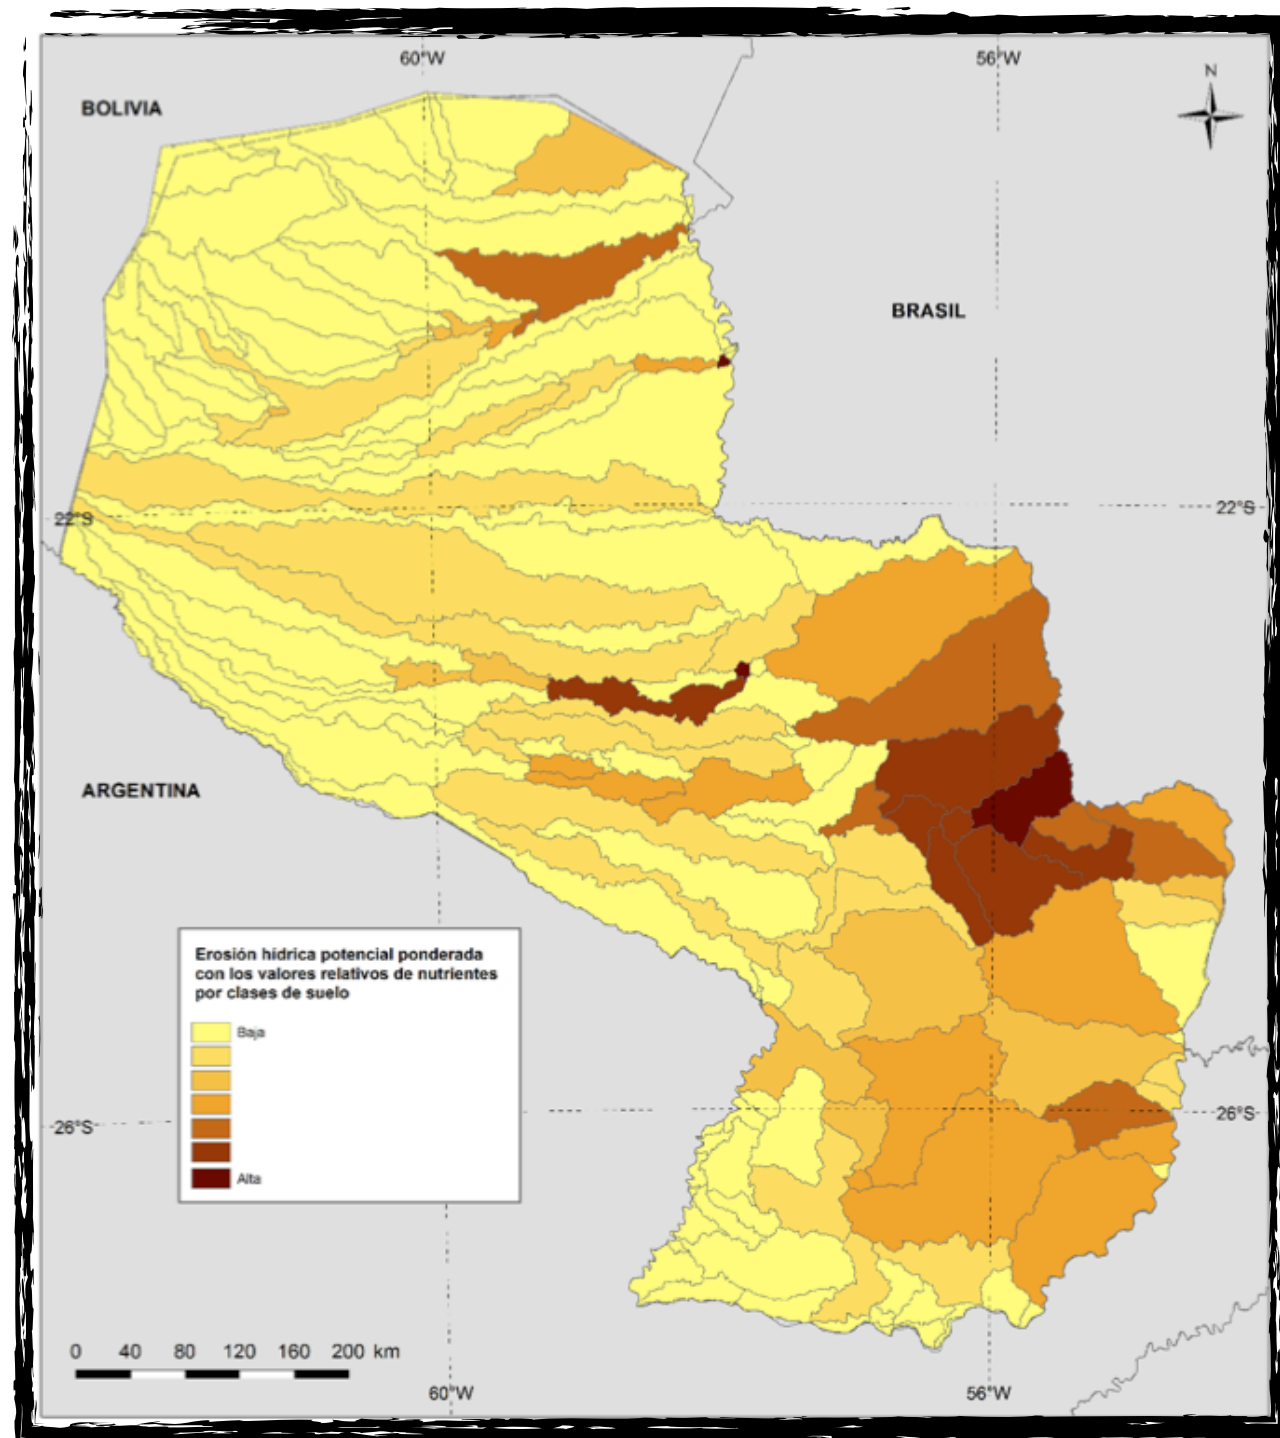 60°W
56°W
N
BOLIVIA
BRASIL
22°S
22°S
ARGENTINA
Erosión hídrica potencial ponderada
con los valores relativos de nutrientes
por clases de suelo
Baja
Alta
26°S
26°S
0 40 80 120 160 200 km
60°W
56°W